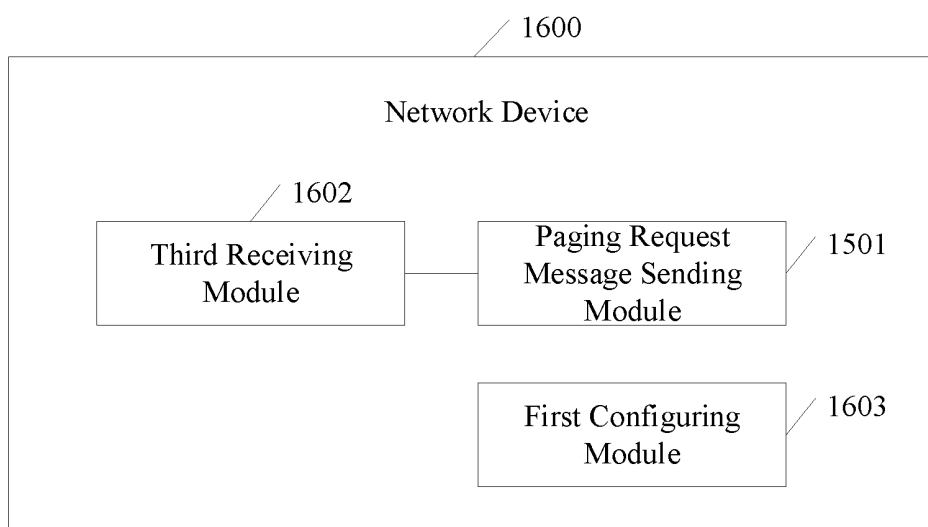 1600
Network Device
1602
Third Receiving
Module
Paging Request
Message Sending
Module
1501
First Configuring
Module
1603